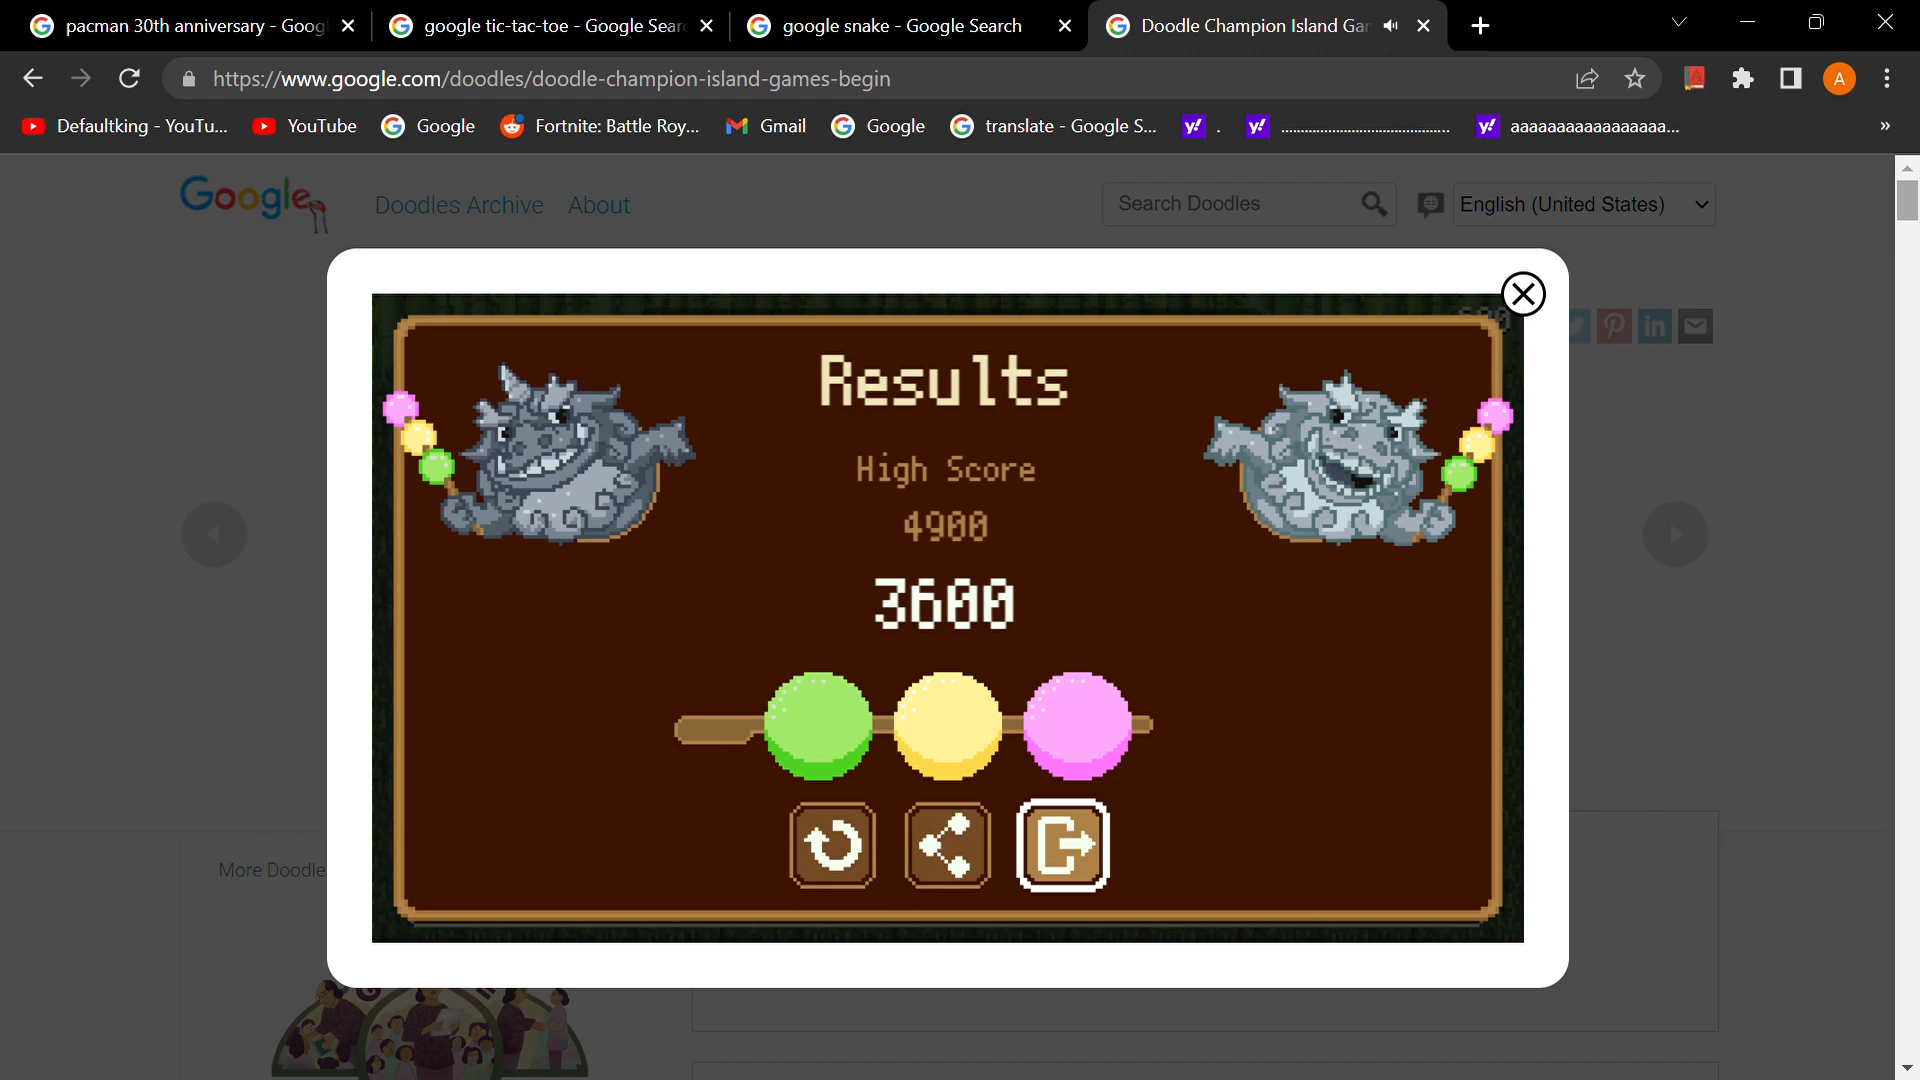 pacman 30th anniversary - Googl
google tic-tac-toe - Google Sear
google snake - Google Search
Doodle Champion Island Gar
https://www.google.com/doodles/doodle-champion-island-games-begin
A
Defaultking - YouTu...
YouTube
Google
Fortnite: Battle Roy...
Gmail
Google
translate - Google S...
y! .
y! ............................................
y! aaaaaaaaaaaaaaaaa...
»
Google
Doodles Archive
About
Search Doodles
English (United States)
Results
High Score
4900
3600
More Doodle